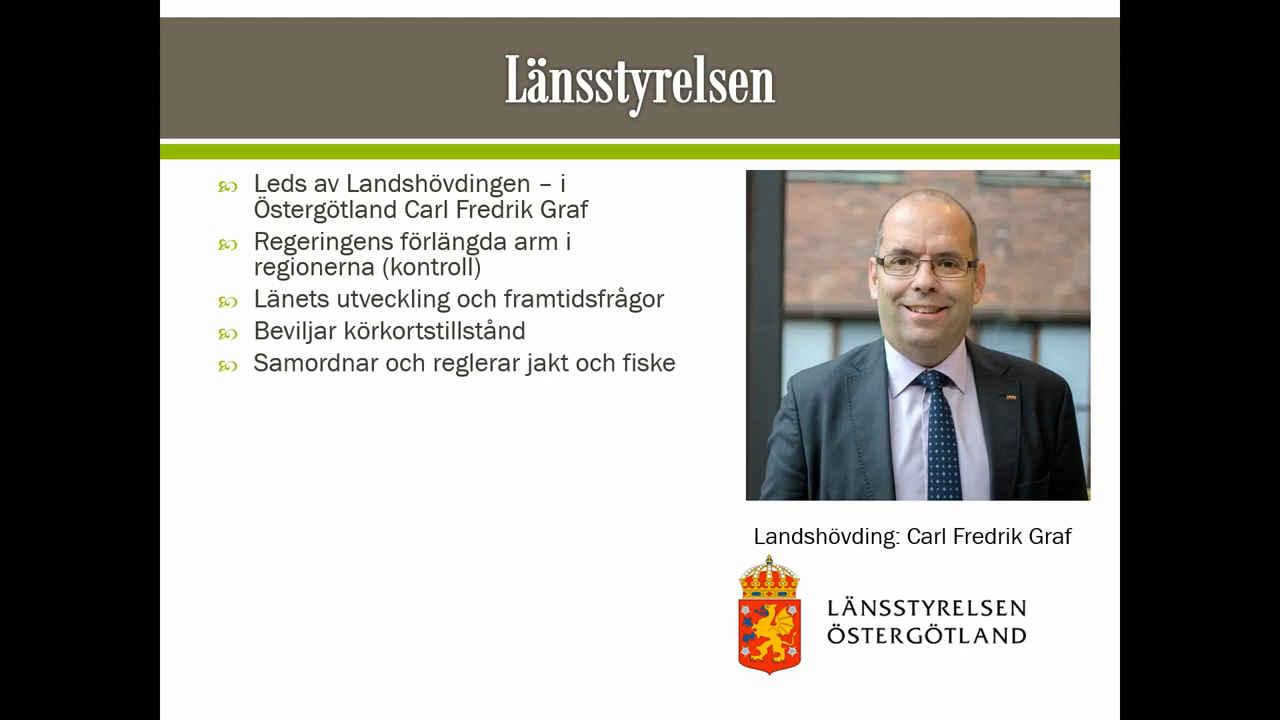 Länsstyrelsen
Leds av Landshövdingen – i
Östergötland Carl Fredrik Graf
Regeringens förlängda arm i
regionerna (kontroll)
Länets utveckling och framtidsfrågor
Beviljar körkortstillstånd
Samordnar och reglerar jakt och fiske
Landshövding: Carl Fredrik Graf
LÄNSSTYRELSEN
ÖSTERGÖTLAND